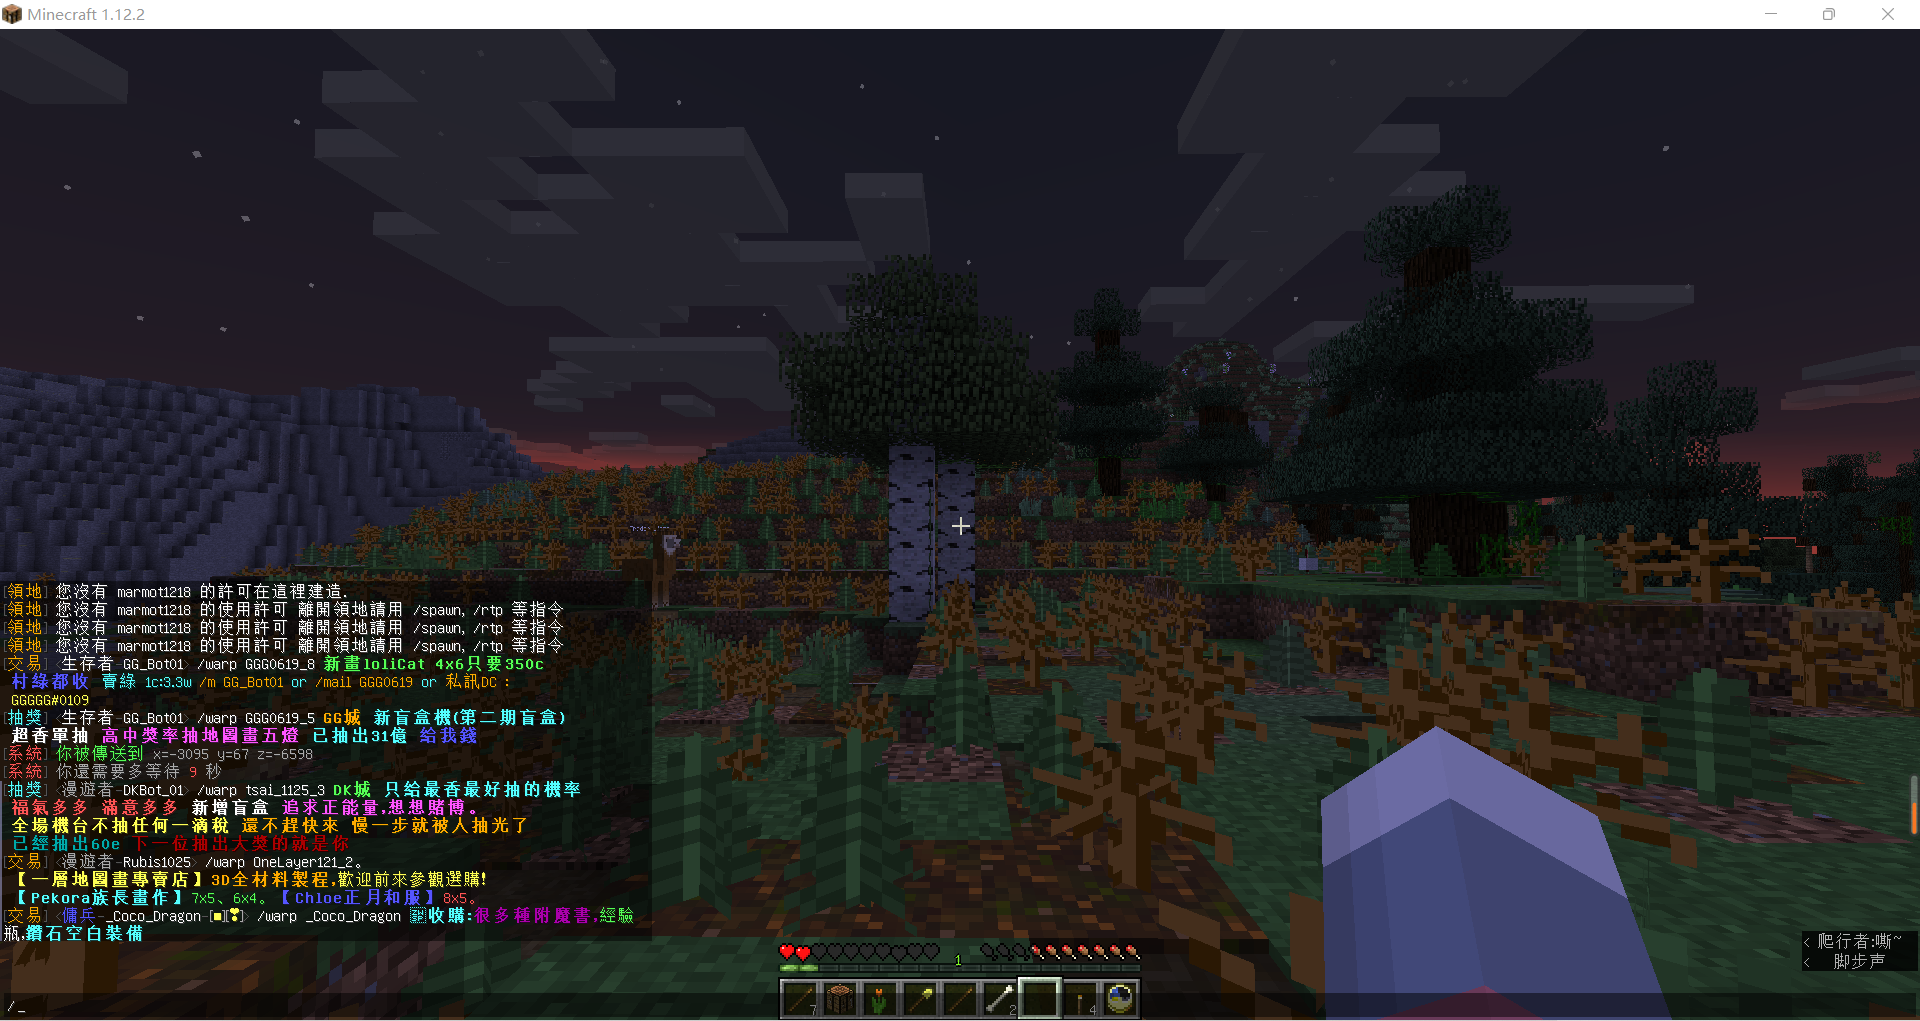 Minecraft 1.12.2
[領地] 您沒有 marmot1218 的許可在這裡建造.
[領地] 您沒有 marmot1218 的使用許可 離開領地請用 /spawn, /rtp 等指令
[領地] 您沒有 marmot1218 的使用許可 離開領地請用 /spawn, /rtp 等指令
[領地] 您沒有 marmot1218 的使用許可 離開領地請用 /spawn, /rtp 等指令
[交易] <生存者-GG_Bot01> /warp GGG0619_8 新畫loliCat 4x6只要350c
村綠都收 賣綠 1c:3.3w /m GG_Bot01 or /mail GGG0619 or 私訊DC :
GGGGG#0109
[抽獎] <生存者-GG_Bot01> /warp GGG0619_5 GG城 新盲盒機(第二期盲盒)
超香單抽 高中獎率抽地圖畫五燈 已抽出31億 給我錢
[系統] 你被傳送到 x=-3095 y=67 z=-6598
[系統] 你還需要多等待 9 秒
[抽獎] <漫遊者-DKBot_01> /warp tsai_1125_3 DK城 只給最香最好抽的機率
福氣多多 滿意多多 新增盲盒 追求正能量,想想賭博。
全場機台不抽任何一滴稅 還不趕快來 慢一步就被人抽光了
已經抽出60e 下一位抽出大獎的就是你
[交易] <漫遊者-Rubis1025> /warp OneLayer121_2。
【一層地圖畫專賣店】3D全材料製程,歡迎前來參觀選購!
【Pekora族長畫作】7x5、6x4。【Chloe正月和服】8x5。
[交易] <傭兵-_Coco_Dragon-[■][❣]> /warp _Coco_Dragon 收購:很多種附魔書,經驗
瓶,鑽石空白裝備
< 爬行者:嘶~
< 脚步声
1
7
2
4
/_